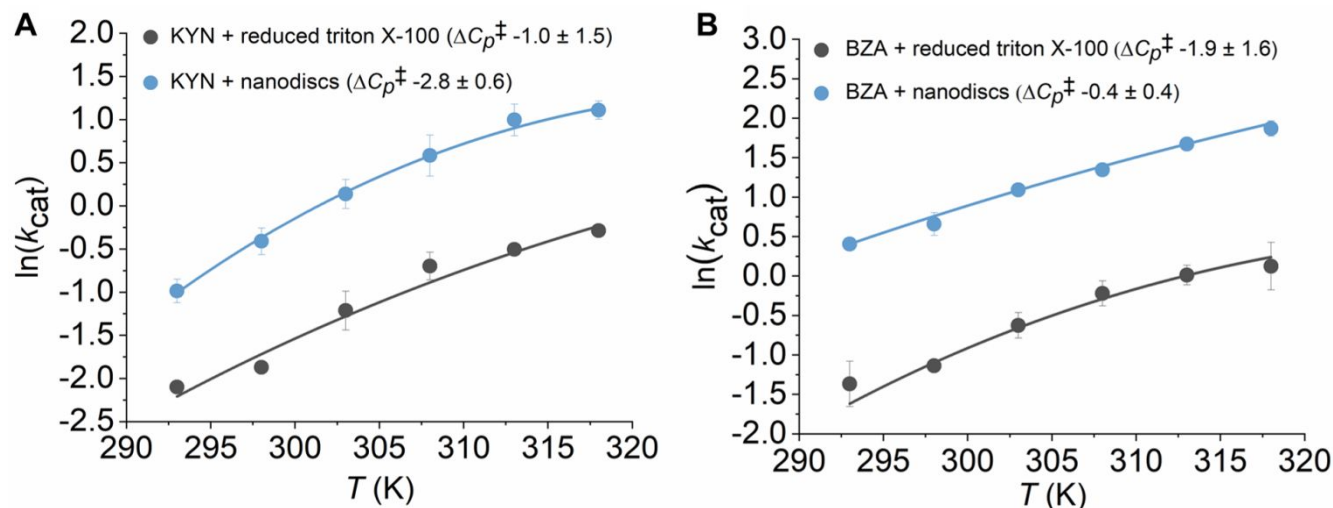 A
KYN + reduced triton X-100 (ΔCp‡ -1.0 ± 1.5)
KYN + nanodiscs (ΔCp‡ -2.8 ± 0.6)
2.0
1.5
1.0
0.5
0.0
-0.5
-1.0
-1.5
-2.0
-2.5
ln(kcat)
290 295 300 305 310 315 320
T (K)
B
BZA + reduced triton X-100 (ΔCp‡ -1.9 ± 1.6)
BZA + nanodiscs (ΔCp‡ -0.4 ± 0.4)
3.0
2.5
2.0
1.5
1.0
0.5
0.0
-0.5
-1.0
-1.5
-2.0
ln(kcat)
290 295 300 305 310 315 320
T (K)